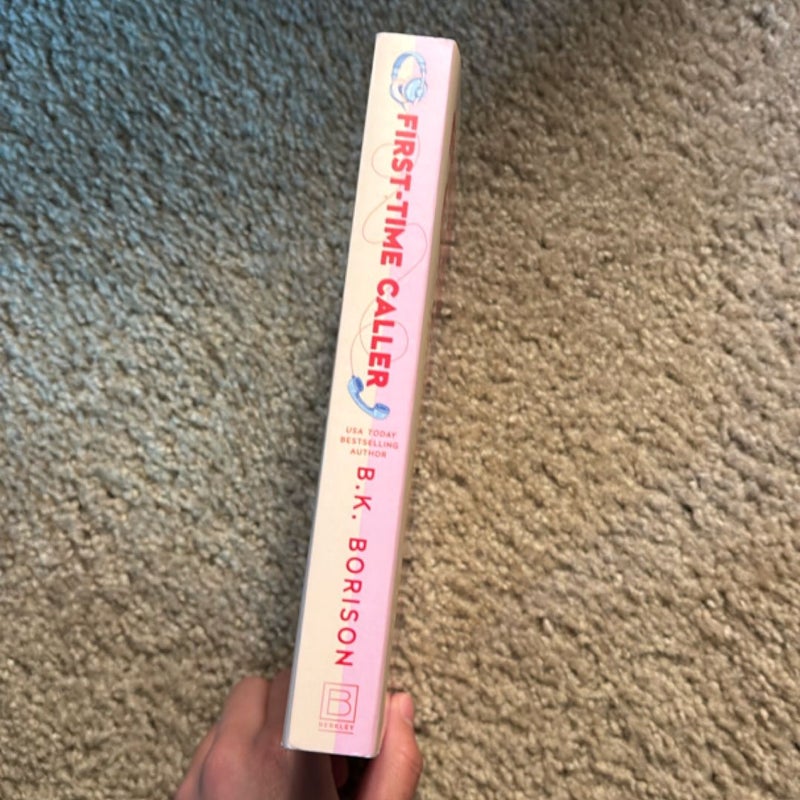 FIRST-TIME CALLER
USA TODAY
BESTSELLING
AUTHOR
B.K. BORISON
B
BERKLEY